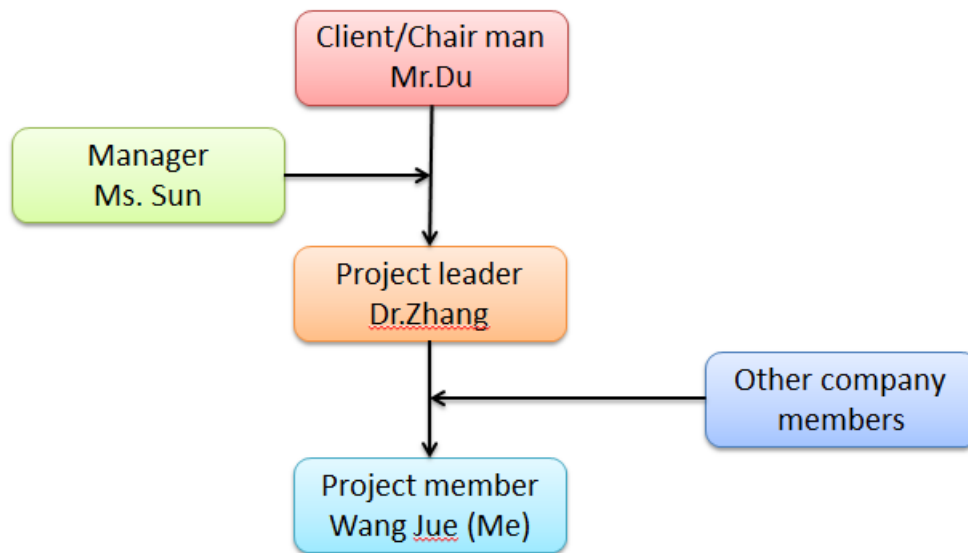 Client/Chair man
Mr.Du
Manager
Ms. Sun
Project leader
Dr.Zhang
Other company
members
Project member
Wang Jue (Me)